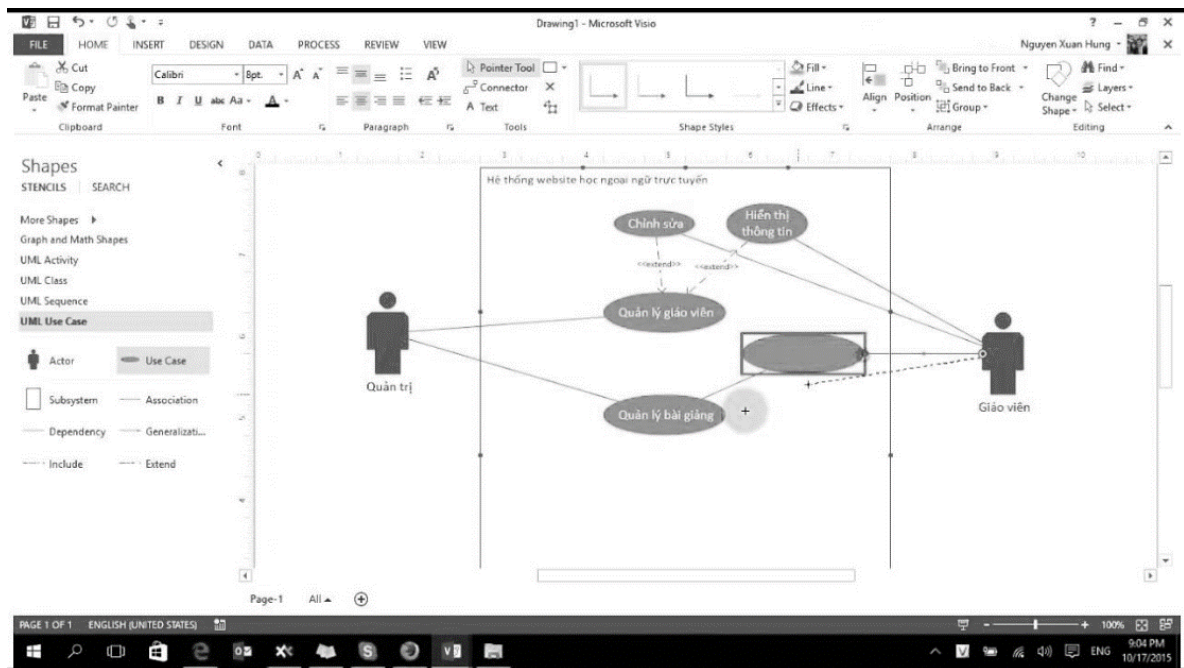 Drawing1 - Microsoft Visio
?
FILE HOME INSERT DESIGN DATA PROCESS REVIEW VIEW
Nguyen Xuan Hung
Paste
Cut
Copy
Format Painter
Clipboard
Calibri
8pt.
B I U abc Aa A
Font
Paragraph
Pointer Tool
Connector
A Text
Tools
Shape Styles
Fill
Line
Effects
Align
Position
Bring to Front
Send to Back
Group
Arrange
Change Shape
Find
Layers
Select
Editing
Shapes
STENCILS SEARCH
More Shapes
Graph and Math Shapes
UML Activity
UML Class
UML Sequence
UML Use Case
Actor
Use Case
Subsystem
Association
Dependency
Generalizati...
Include
Extend
Hệ thống website học ngoại ngữ trực tuyến
Chỉnh sửa
Hiển thị
thông tin
<<extend>>
<<extend>>
Quản lý giáo viên
Quản trị
Quản lý bài giảng
Giáo viên
Page-1
All
PAGE 1 OF 1 ENGLISH (UNITED STATES)
100%
ENG
9:04 PM
10/17/2015